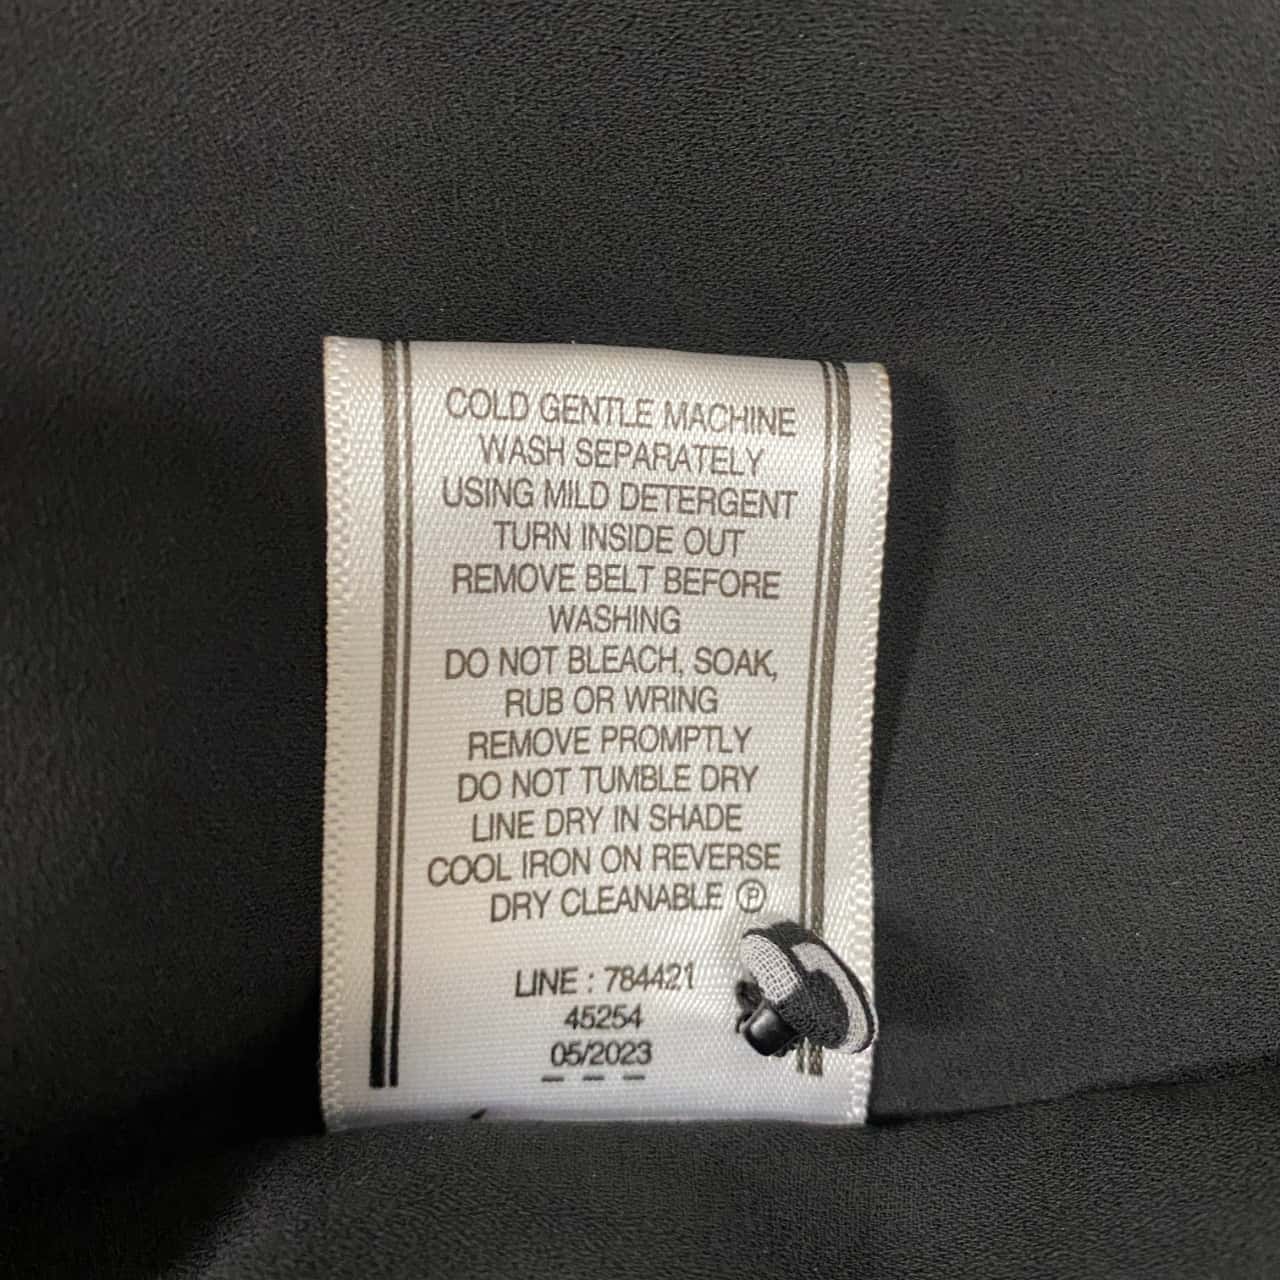 COLD GENTLE MACHINE
WASH SEPARATELY
USING MILD DETERGENT
TURN INSIDE OUT
REMOVE BELT BEFORE
WASHING
DO NOT BLEACH, SOAK,
RUB OR WRING
REMOVE PROMPTLY
DO NOT TUMBLE DRY
LINE DRY IN SHADE
COOL IRON ON REVERSE
DRY CLEANABLE Ⓟ
LINE : 784421
45254
05/2023
_ _ _